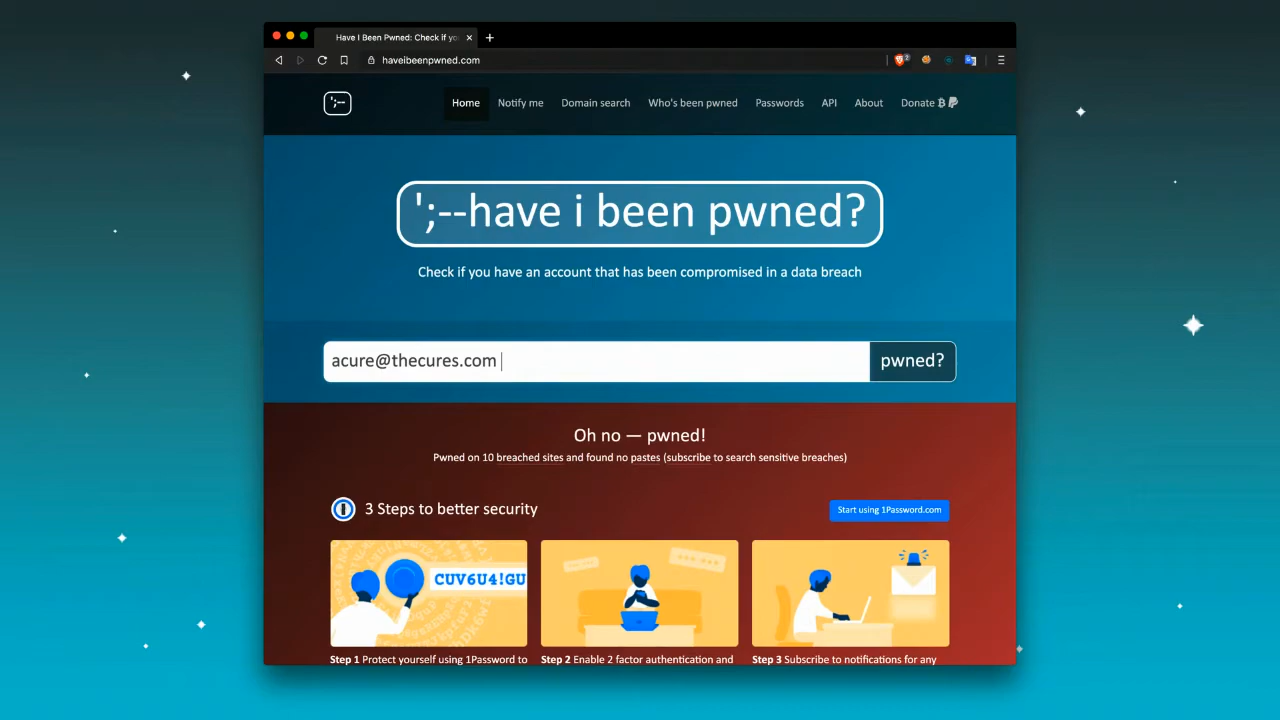 Have I Been Pwned: Check if yo
haveibeenpwned.com
2
';--
Home Notify me Domain search Who's been pwned Passwords API About Donate
';--have i been pwned?
Check if you have an account that has been compromised in a data breach
acure@thecures.com
pwned?
Oh no — pwned!
Pwned on 10 breached sites and found no pastes (subscribe to search sensitive breaches)
3 Steps to better security
Start using 1Password.com
CUV6U4!GU
Step 1 Protect yourself using 1Password to
Step 2 Enable 2 factor authentication and
Step 3 Subscribe to notifications for any